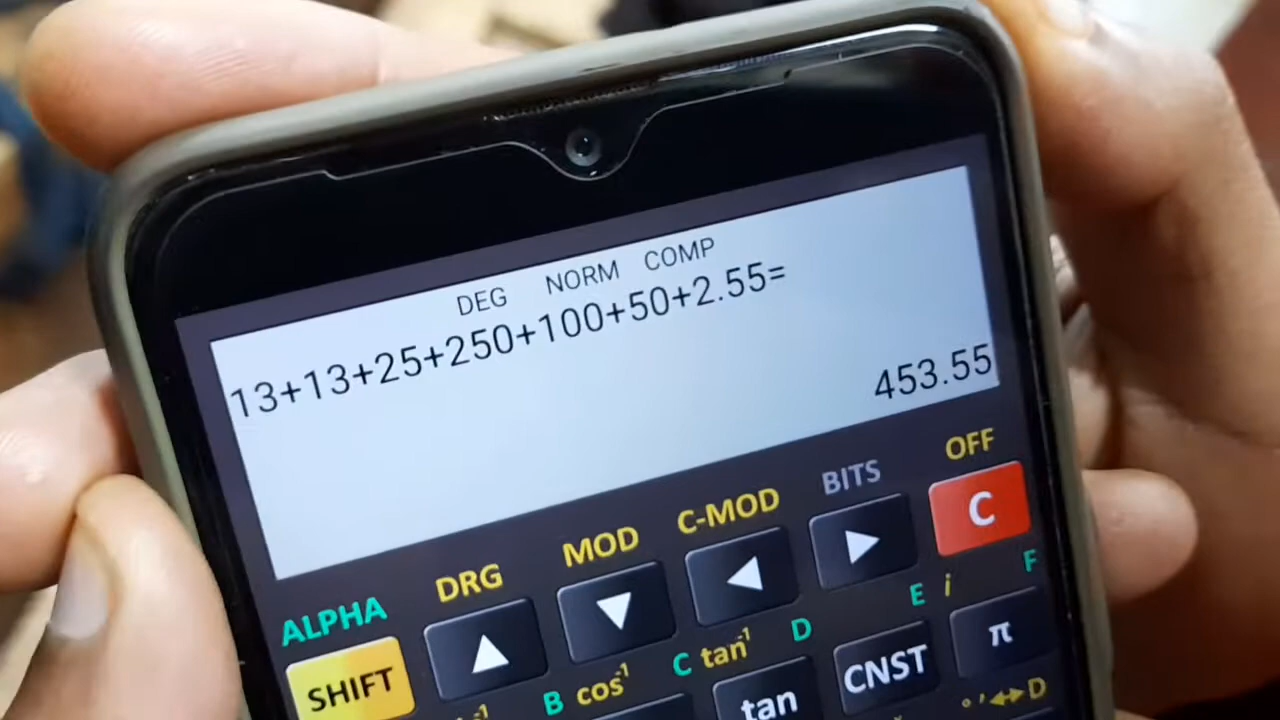 DEG NORM COMP
13+13+25+250+100+50+2.55=
453.55
OFF
BITS
C-MOD
MOD
DRG
ALPHA
C
SHIFT
F
i
E
D
tan-1
C
cos-1
B
π
CNST
tan
° ' ↔D